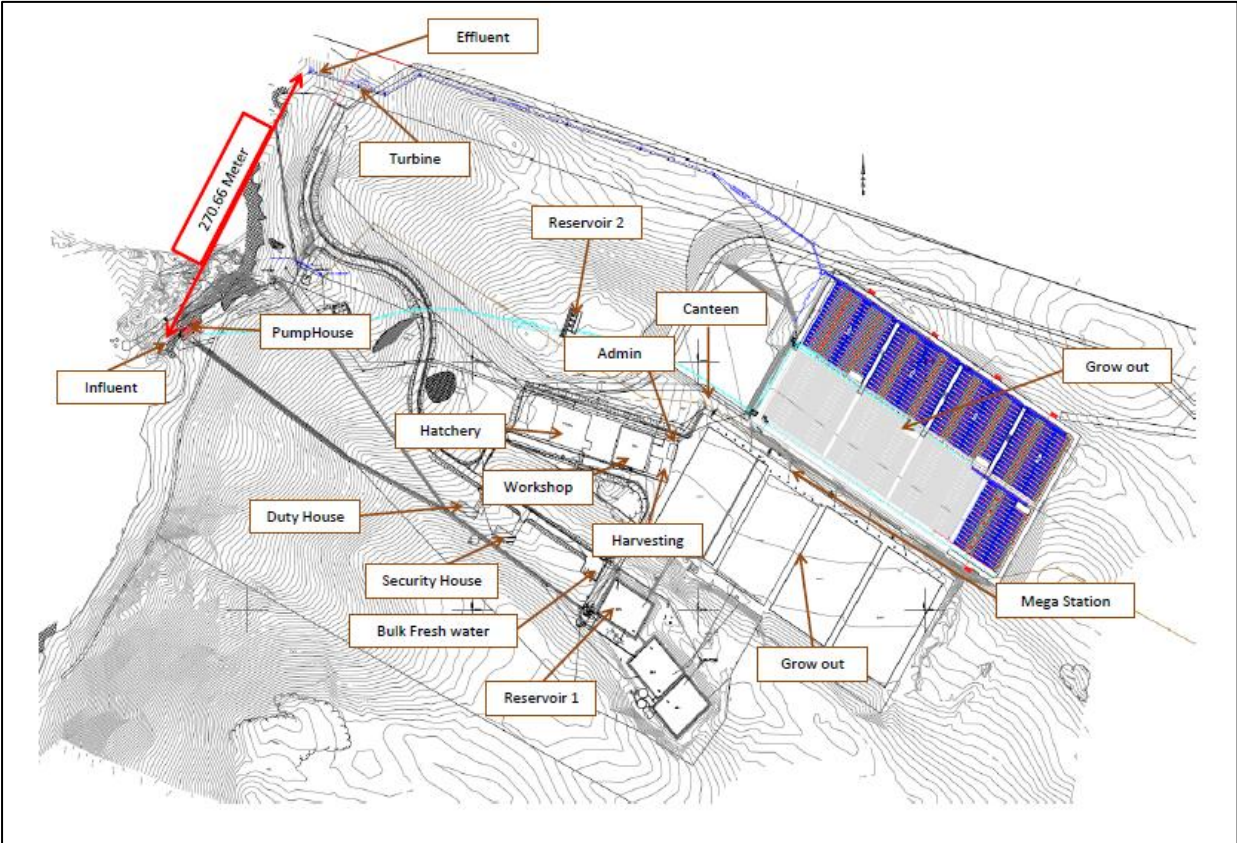 Effluent
270.66 Meter
Turbine
Reservoir 2
Canteen
PumpHouse
Admin
Grow out
Influent
Hatchery
Workshop
Duty House
Harvesting
Security House
Mega Station
Bulk Fresh water
Grow out
Reservoir 1